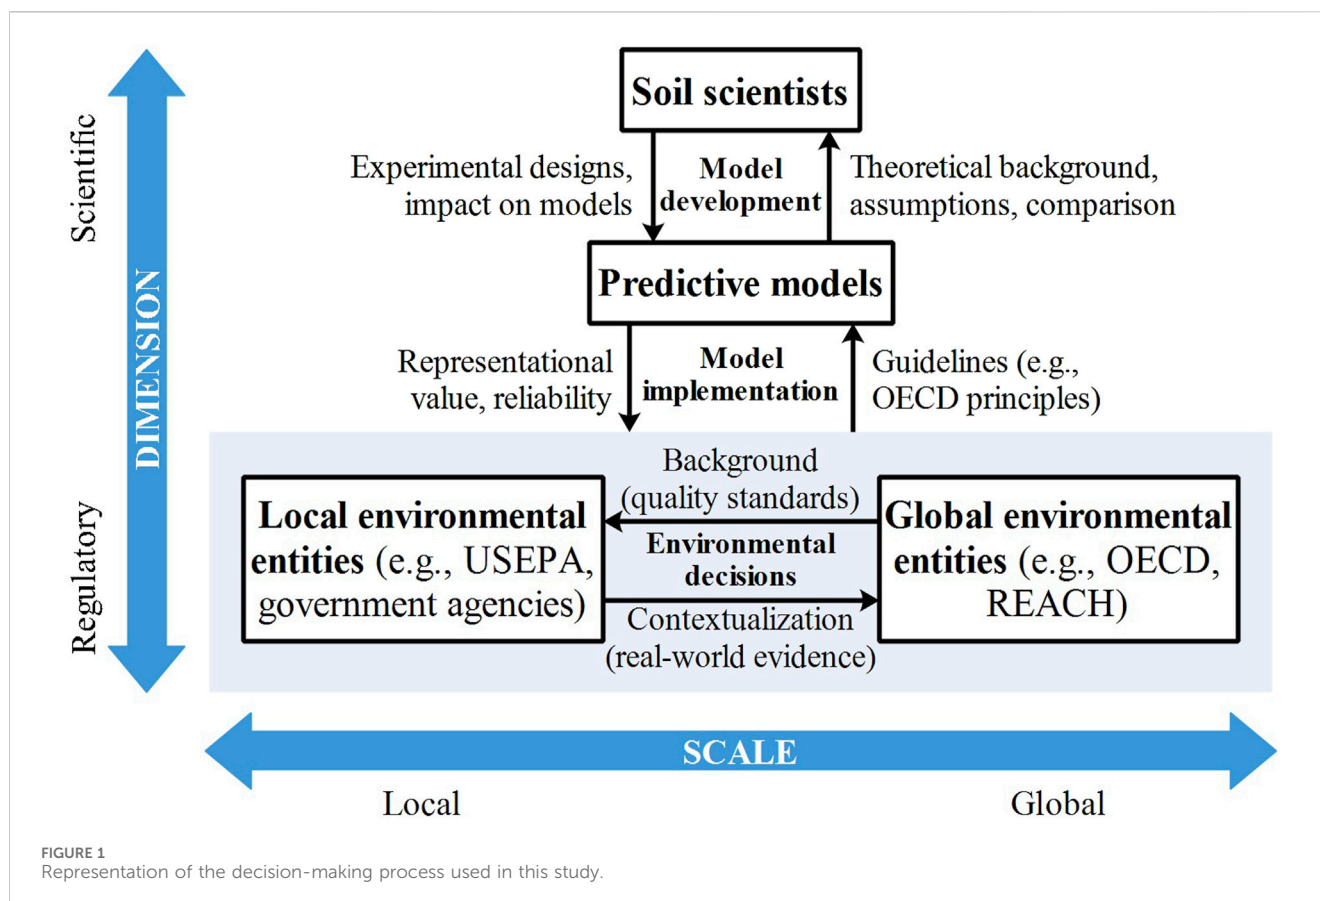 Soil scientists
Scientific
Experimental designs,
impact on models
Model
development
Theoretical background,
assumptions, comparison
Predictive models
DIMENSION
Representational
value, reliability
Model
implementation
Guidelines (e.g.,
OECD principles)
Regulatory
Background
(quality standards)
Local environmental
entities (e.g., USEPA,
government agencies)
Environmental
decisions
Global environmental
entities (e.g., OECD,
REACH)
Contextualization
(real-world evidence)
SCALE
Local
Global
FIGURE 1
Representation of the decision-making process used in this study.